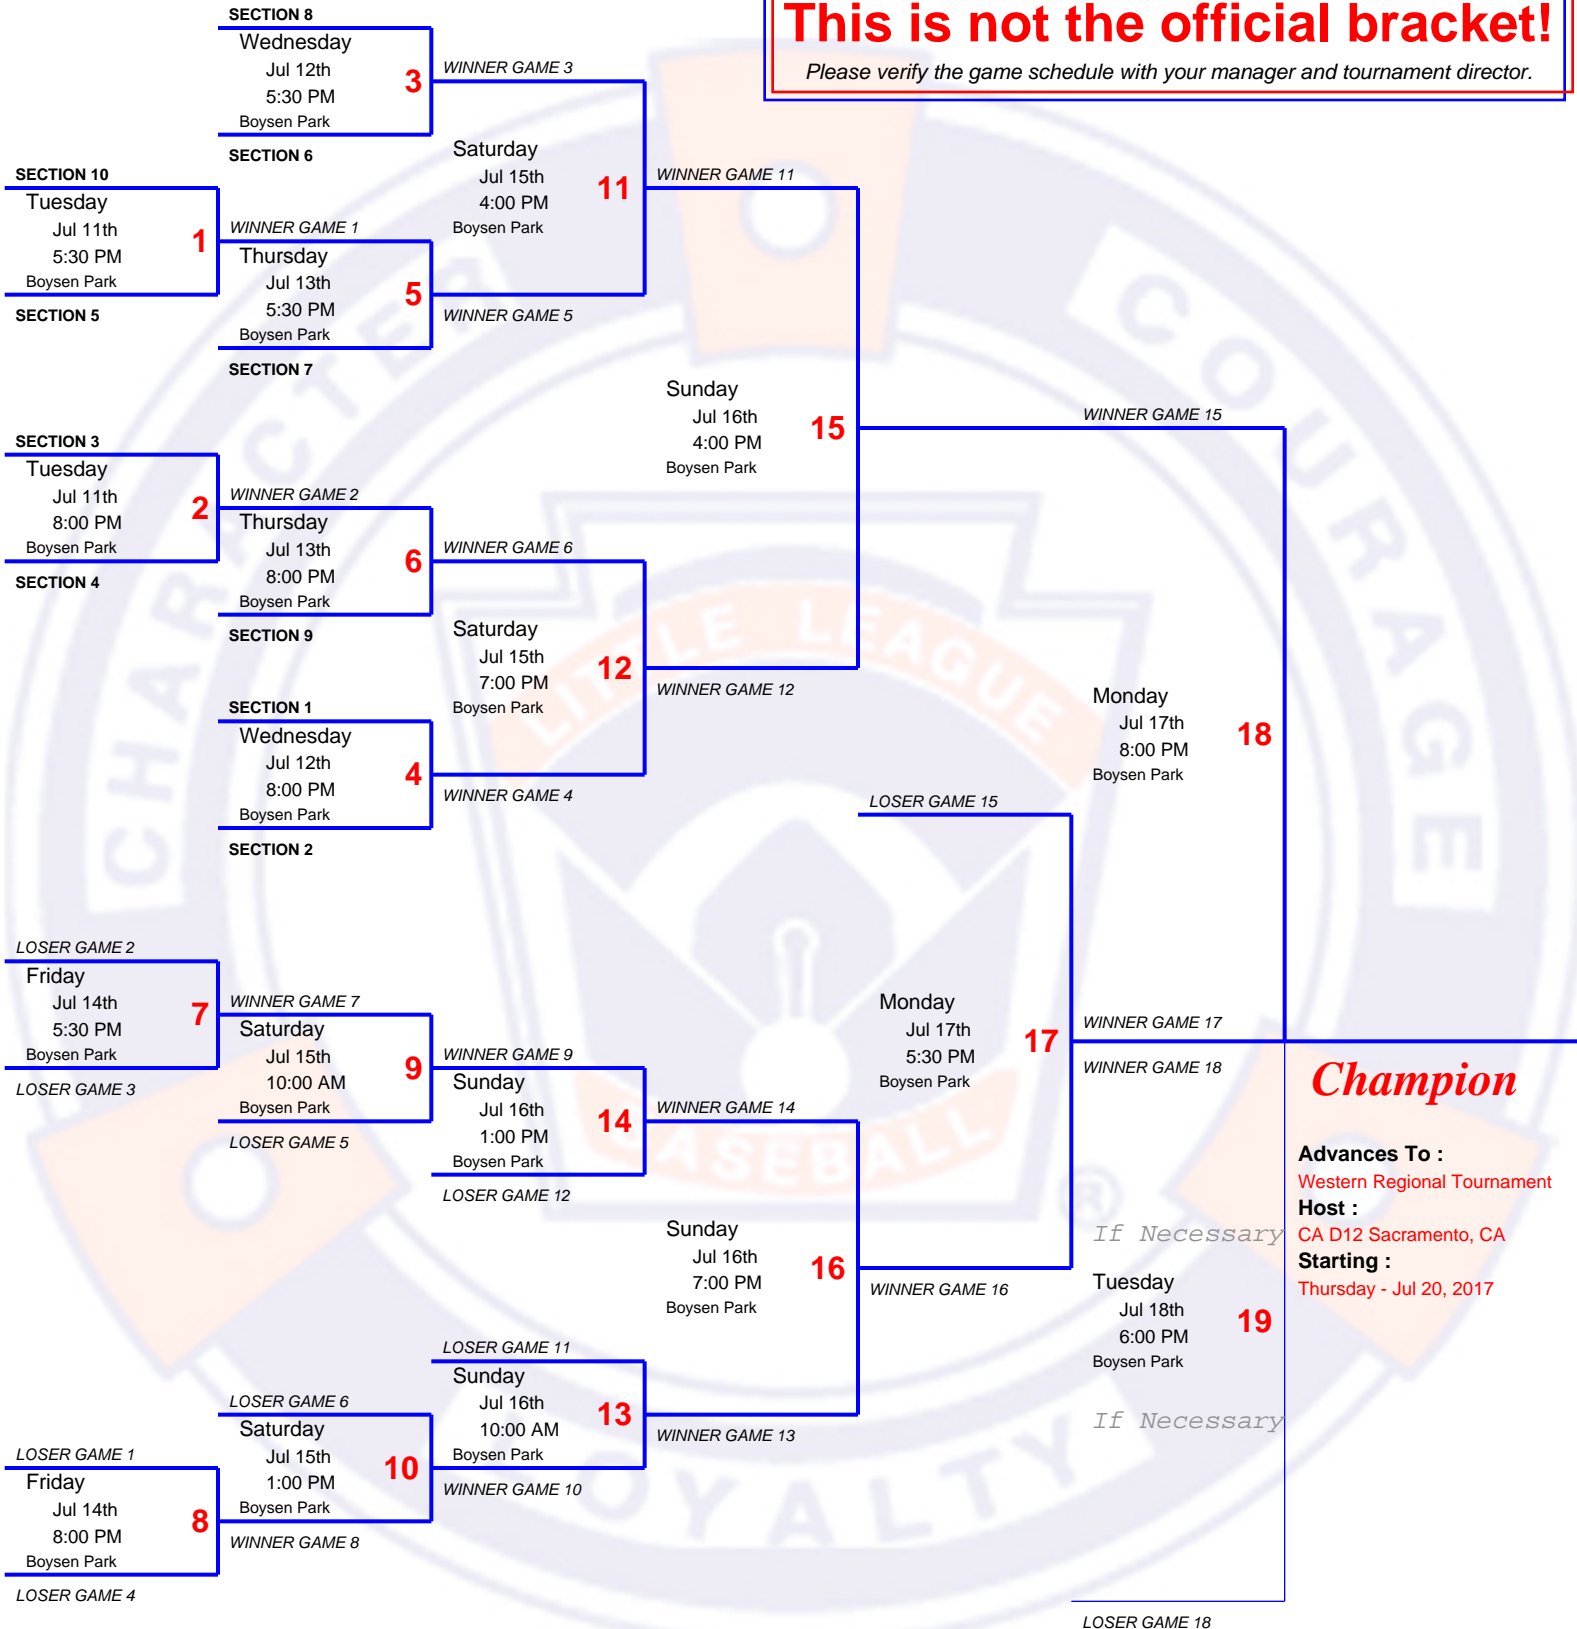 This is not the official bracket!
Please verify the game schedule with your manager and tournament director.
SECTION 8
Wednesday
Jul 12th
5:30 PM
Boysen Park
3
SECTION 6
WINNER GAME 3
SECTION 10
Tuesday
Jul 11th
5:30 PM
Boysen Park
1
SECTION 5
WINNER GAME 1
Thursday
Jul 13th
5:30 PM
Boysen Park
5
SECTION 7
WINNER GAME 5
Saturday
Jul 15th
4:00 PM
Boysen Park
11
WINNER GAME 11
SECTION 3
Tuesday
Jul 11th
8:00 PM
Boysen Park
2
SECTION 4
WINNER GAME 2
Thursday
Jul 13th
8:00 PM
Boysen Park
6
SECTION 9
WINNER GAME 6
Saturday
Jul 15th
7:00 PM
Boysen Park
12
WINNER GAME 12
SECTION 1
Wednesday
Jul 12th
8:00 PM
Boysen Park
4
SECTION 2
WINNER GAME 4
Sunday
Jul 16th
4:00 PM
Boysen Park
15
WINNER GAME 15
Monday
Jul 17th
8:00 PM
Boysen Park
18
LOSER GAME 15
LOSER GAME 2
Friday
Jul 14th
5:30 PM
Boysen Park
7
LOSER GAME 3
WINNER GAME 7
Saturday
Jul 15th
10:00 AM
Boysen Park
9
LOSER GAME 5
WINNER GAME 9
Sunday
Jul 16th
1:00 PM
Boysen Park
14
LOSER GAME 12
WINNER GAME 14
Monday
Jul 17th
5:30 PM
Boysen Park
17
WINNER GAME 17
WINNER GAME 18
Sunday
Jul 16th
7:00 PM
Boysen Park
16
WINNER GAME 16
LOSER GAME 11
Sunday
Jul 16th
10:00 AM
Boysen Park
13
WINNER GAME 13
LOSER GAME 6
Saturday
Jul 15th
1:00 PM
Boysen Park
10
WINNER GAME 10
LOSER GAME 1
Friday
Jul 14th
8:00 PM
Boysen Park
8
LOSER GAME 4
WINNER GAME 8
If Necessary
Tuesday
Jul 18th
6:00 PM
Boysen Park
19
If Necessary
LOSER GAME 18
Champion
Advances To :
Western Regional Tournament
Host :
CA D12 Sacramento, CA
Starting :
Thursday - Jul 20, 2017
CHARACTER
COURAGE
LOYALTY
LITTLE LEAGUE
BASEBALL
®